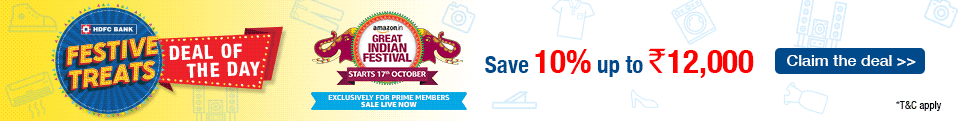 HDFC BANK
FESTIVE
TREATS
DEAL OF
THE DAY
amazon.in
GREAT
INDIAN
FESTIVAL
STARTS 17th OCTOBER
EXCLUSIVELY FOR PRIME MEMBERS
SALE LIVE NOW
Save 10% up to ₹12,000
Claim the deal >>
*T&C apply